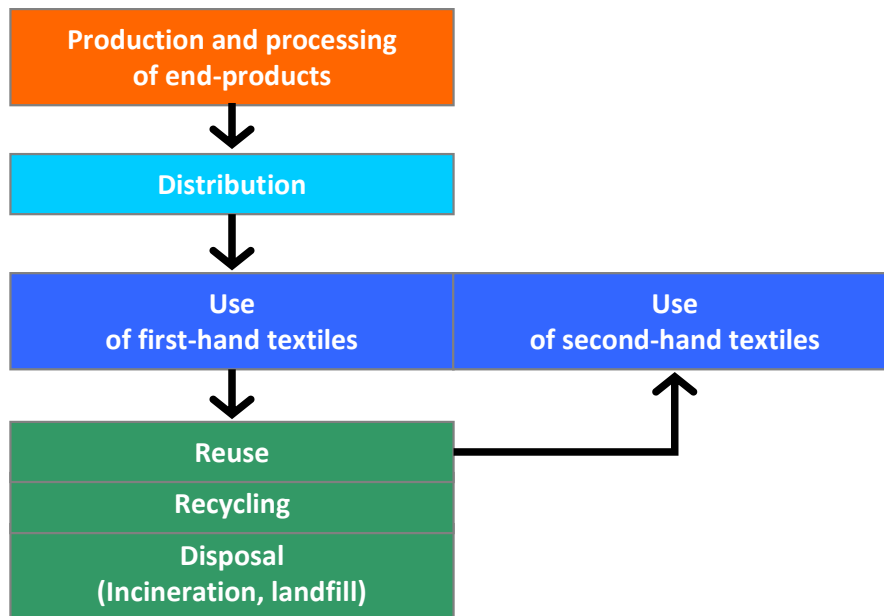 Production and processing
of end-products
Distribution
Use
of first-hand textiles
Use
of second-hand textiles
Reuse
Recycling
Disposal
(Incineration, landfill)